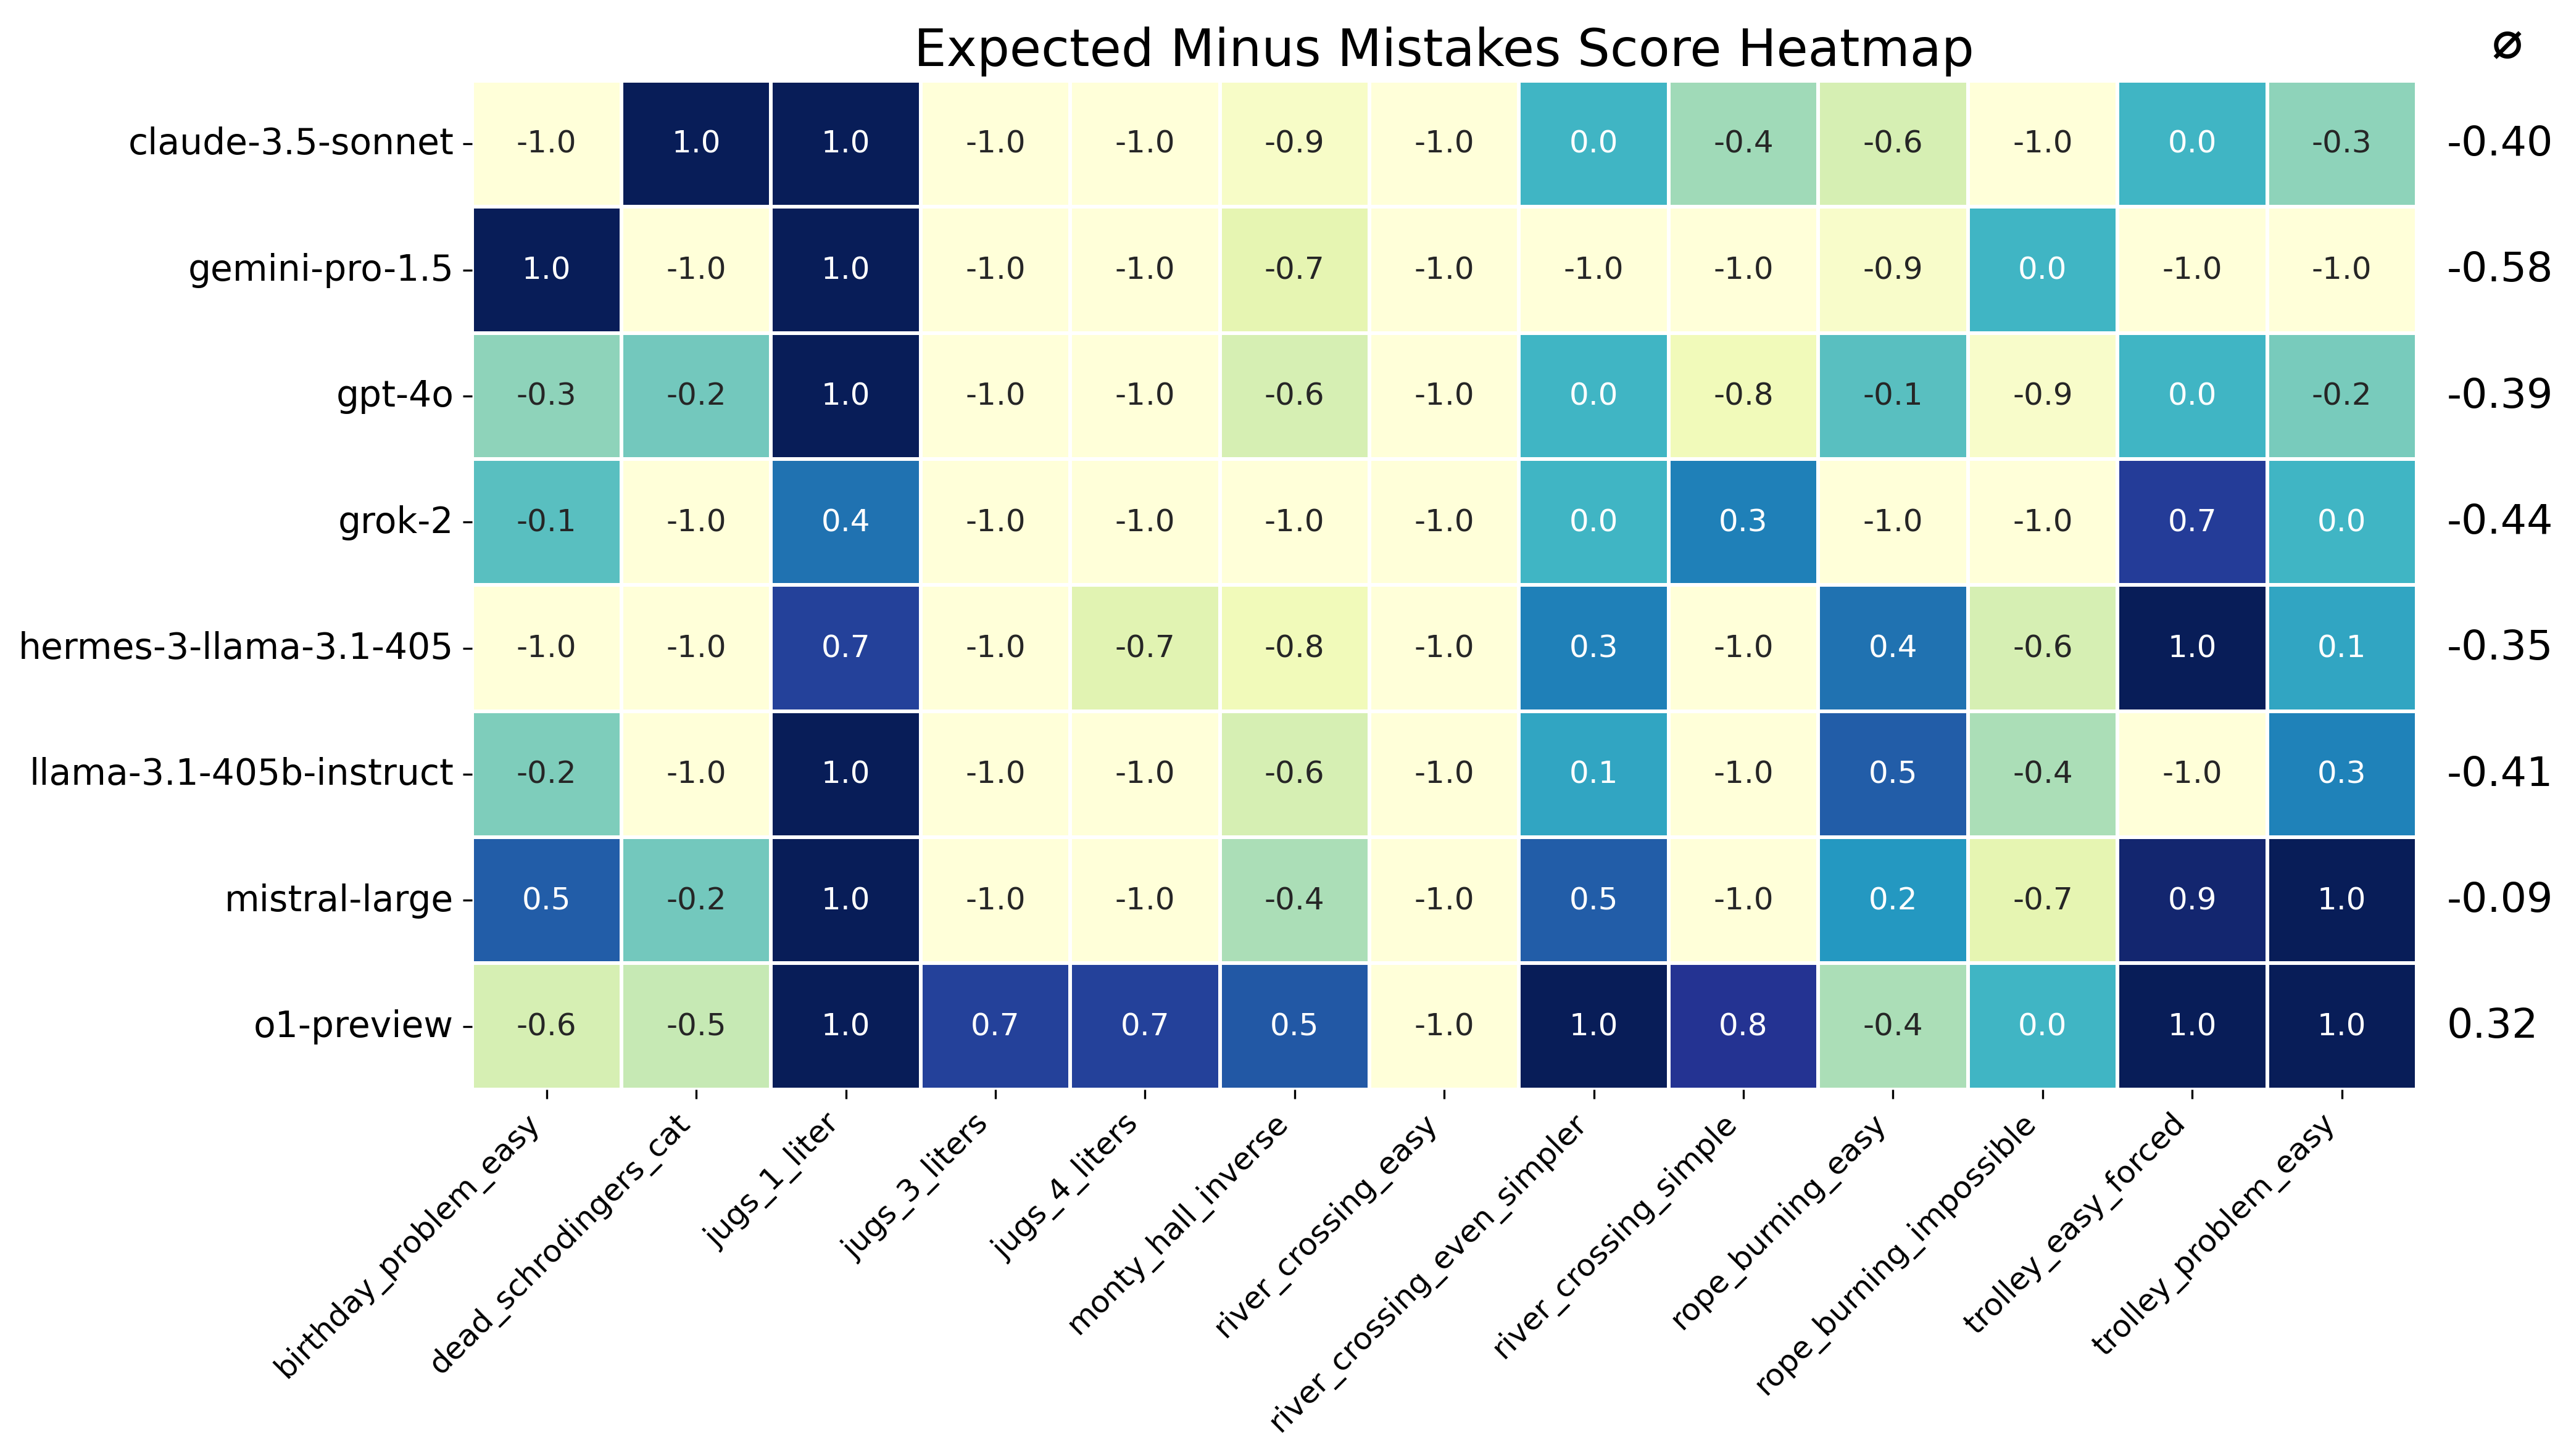 Expected Minus Mistakes Score Heatmap ⌀
claude-3.5-sonnet -1.0 1.0 1.0 -1.0 -1.0 -0.9 -1.0 0.0 -0.4 -0.6 -1.0 0.0 -0.3 -0.40
gemini-pro-1.5 1.0 -1.0 1.0 -1.0 -1.0 -0.7 -1.0 -1.0 -1.0 -0.9 0.0 -1.0 -1.0 -0.58
gpt-4o -0.3 -0.2 1.0 -1.0 -1.0 -0.6 -1.0 0.0 -0.8 -0.1 -0.9 0.0 -0.2 -0.39
grok-2 -0.1 -1.0 0.4 -1.0 -1.0 -1.0 -1.0 0.0 0.3 -1.0 -1.0 0.7 0.0 -0.44
hermes-3-llama-3.1-405 -1.0 -1.0 0.7 -1.0 -0.7 -0.8 -1.0 0.3 -1.0 0.4 -0.6 1.0 0.1 -0.35
llama-3.1-405b-instruct -0.2 -1.0 1.0 -1.0 -1.0 -0.6 -1.0 0.1 -1.0 0.5 -0.4 -1.0 0.3 -0.41
mistral-large 0.5 -0.2 1.0 -1.0 -1.0 -0.4 -1.0 0.5 -1.0 0.2 -0.7 0.9 1.0 -0.09
o1-preview -0.6 -0.5 1.0 0.7 0.7 0.5 -1.0 1.0 0.8 -0.4 0.0 1.0 1.0 0.32
birthday_problem_easy
dead_schrodingers_cat
jugs_1_liter
jugs_3_liters
jugs_4_liters
monty_hall_inverse
river_crossing_easy
river_crossing_even_simpler
river_crossing_simple
rope_burning_easy
rope_burning_impossible
trolley_easy_forced
trolley_problem_easy